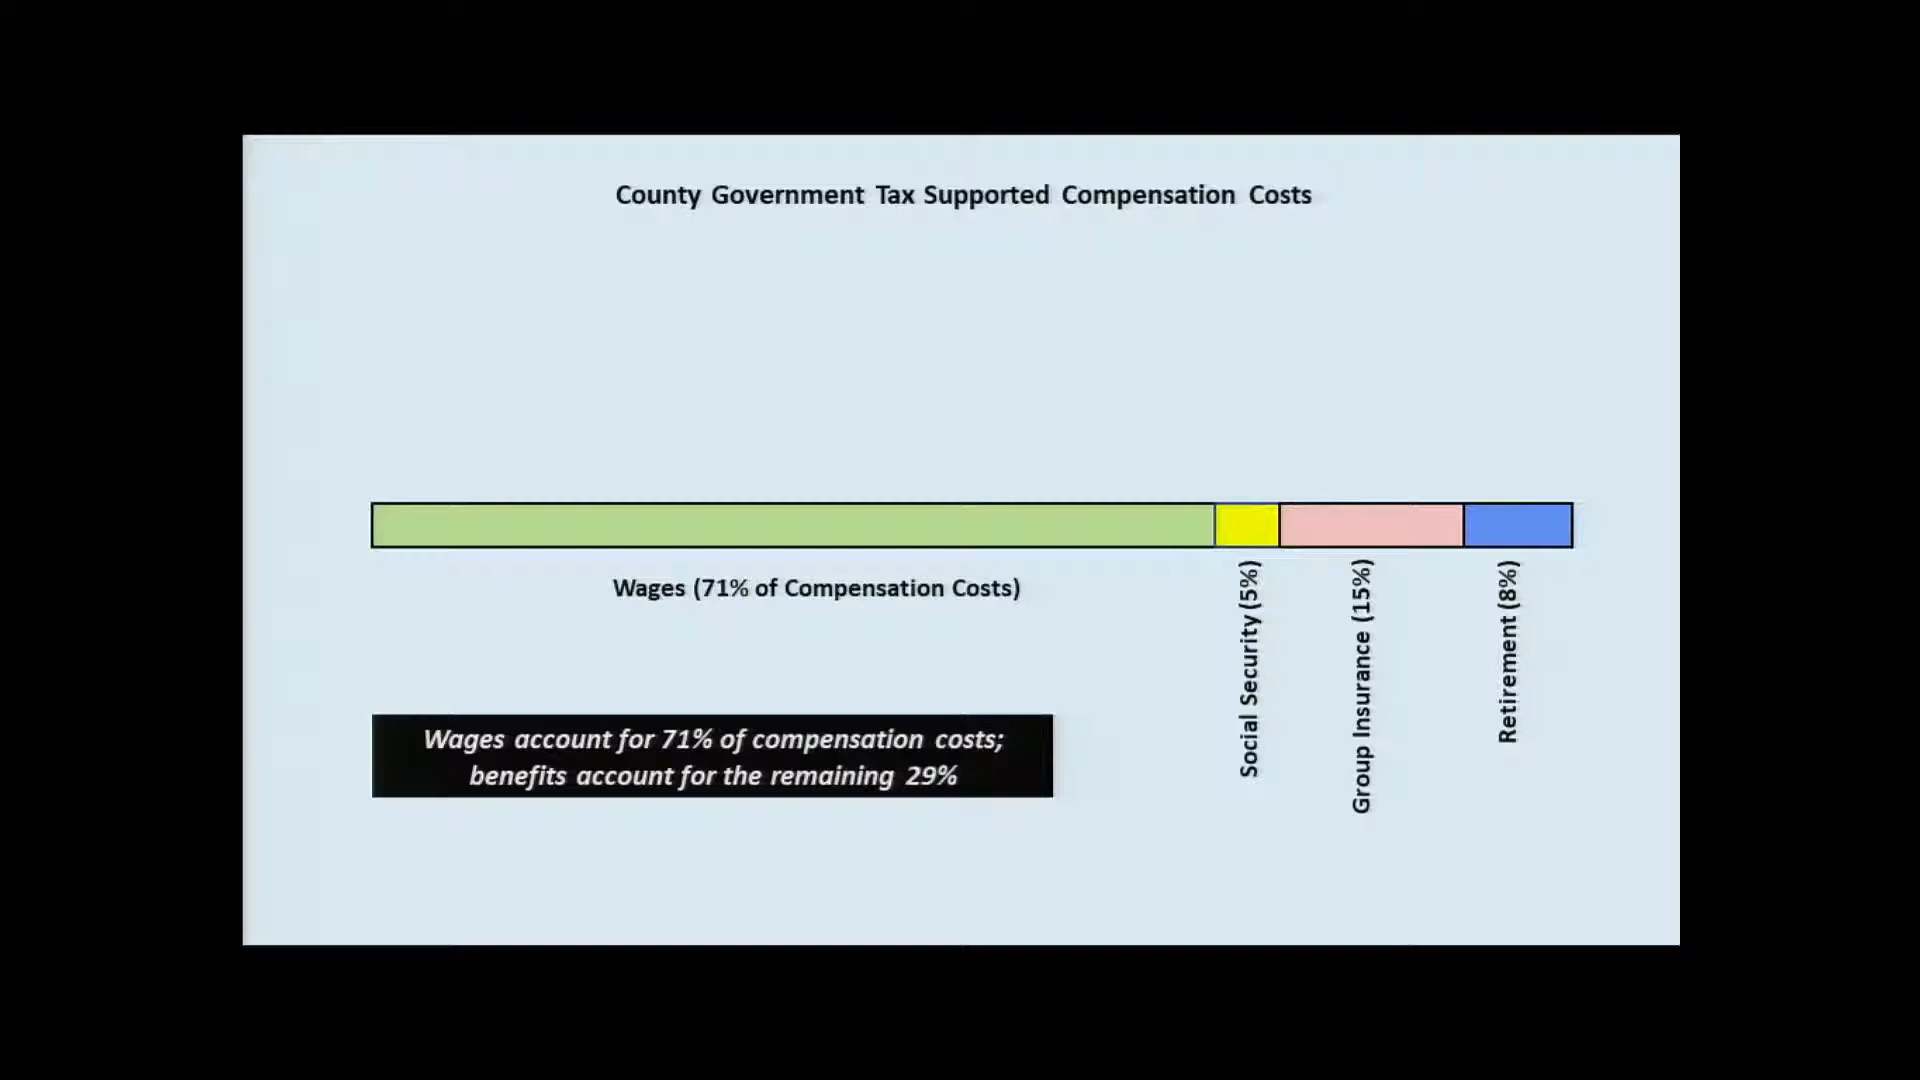 County Government Tax Supported Compensation Costs
Wages (71% of Compensation Costs)
Social Security (5%)
Group Insurance (15%)
Retirement (8%)
Wages account for 71% of compensation costs;
benefits account for the remaining 29%